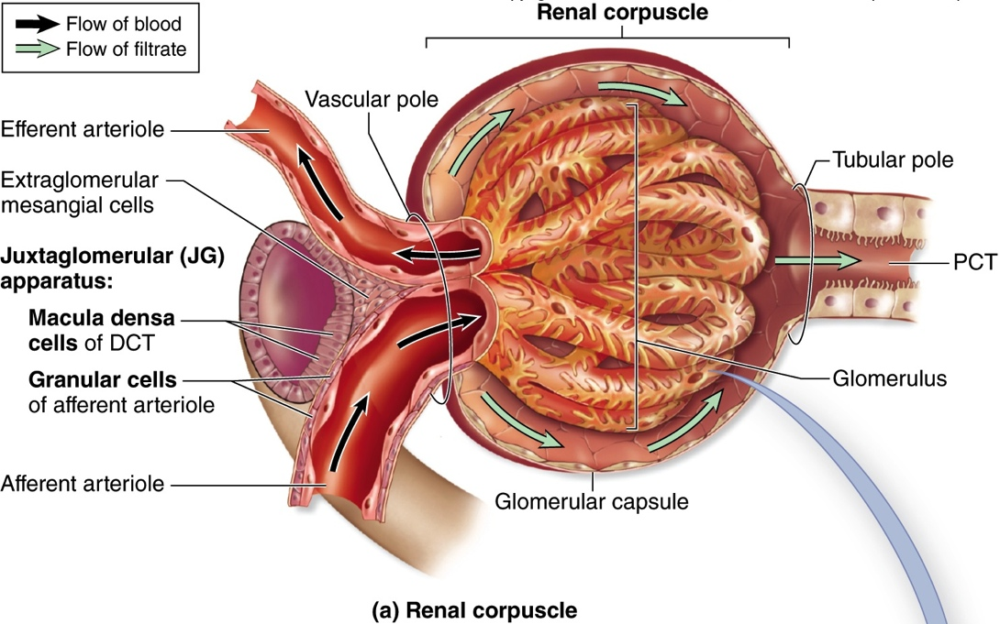 Renal corpuscle
Flow of blood
Flow of filtrate
Vascular pole
Efferent arteriole
Extraglomerular
mesangial cells
Tubular pole
Juxtaglomerular (JG)
apparatus:
PCT
Macula densa
cells of DCT
Granular cells
of afferent arteriole
Glomerulus
Afferent arteriole
Glomerular capsule
(a) Renal corpuscle